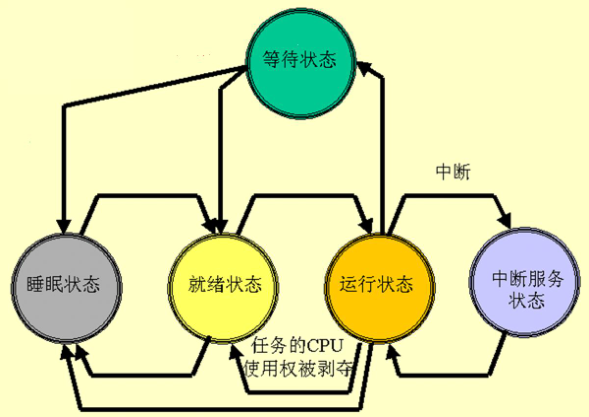 等待状态
中断
睡眠状态
就绪状态
运行状态
中断服务
状态
任务的CPU
使用权被剥夺